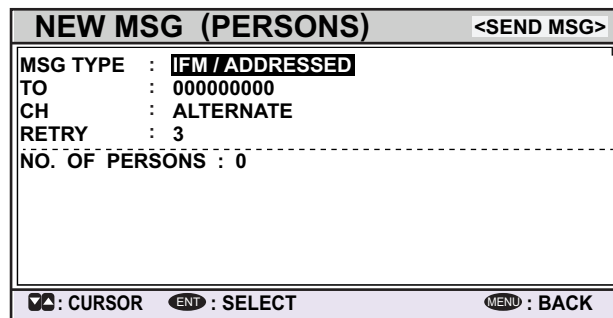 NEW MSG (PERSONS) <SEND MSG>
MSG TYPE : IFM / ADDRESSED
TO : 000000000
CH : ALTERNATE
RETRY : 3
NO. OF PERSONS : 0
▼▲ : CURSOR ENT : SELECT MENU : BACK